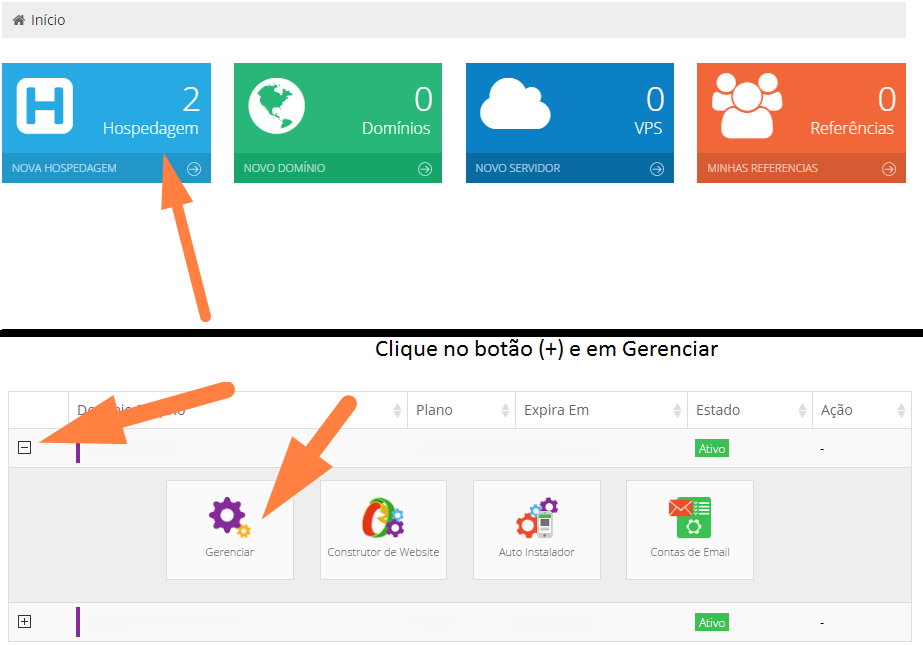 Início
2
Hospedagem
NOVA HOSPEDAGEM
0
Domínios
NOVO DOMÍNIO
0
VPS
NOVO SERVIDOR
0
Referências
MINHAS REFERENCIAS
Clique no botão (+) e em Gerenciar
Plano
Expira Em
Estado
Ação
Ativo
-
Gerenciar
Construtor de Website
Auto Instalador
Contas de Email
Ativo
-